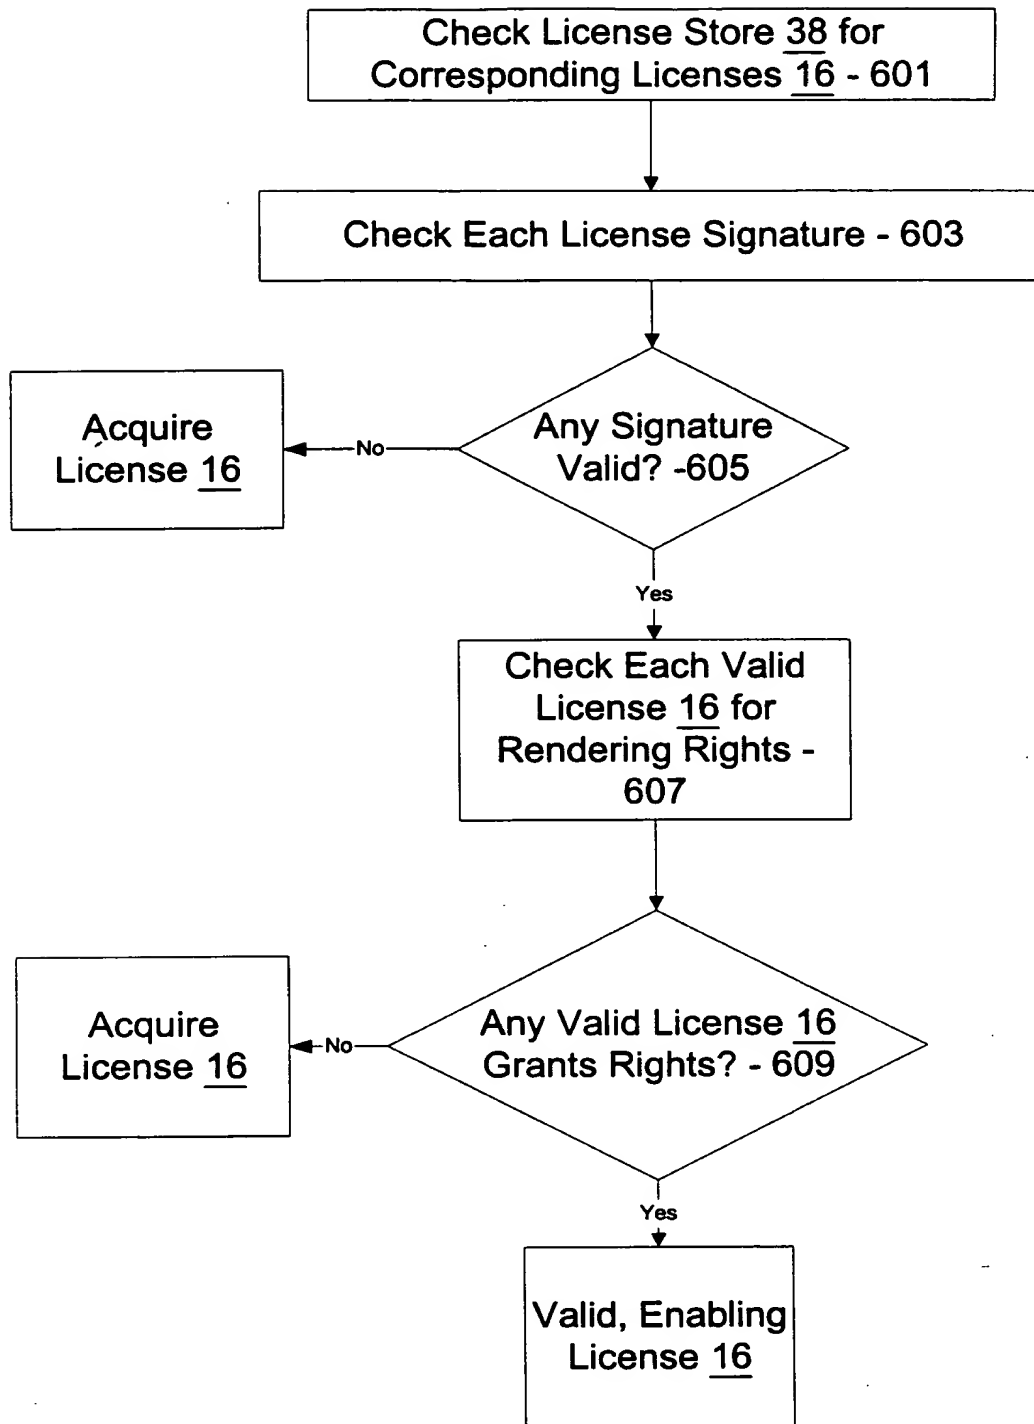 Check License Store 38 for
Corresponding Licenses 16 - 601
Check Each License Signature - 603
Any Signature
Valid? -605
No
Acquire
License 16
Yes
Check Each Valid
License 16 for
Rendering Rights -
607
Any Valid License 16
Grants Rights? - 609
No
Acquire
License 16
Yes
Valid, Enabling
License 16